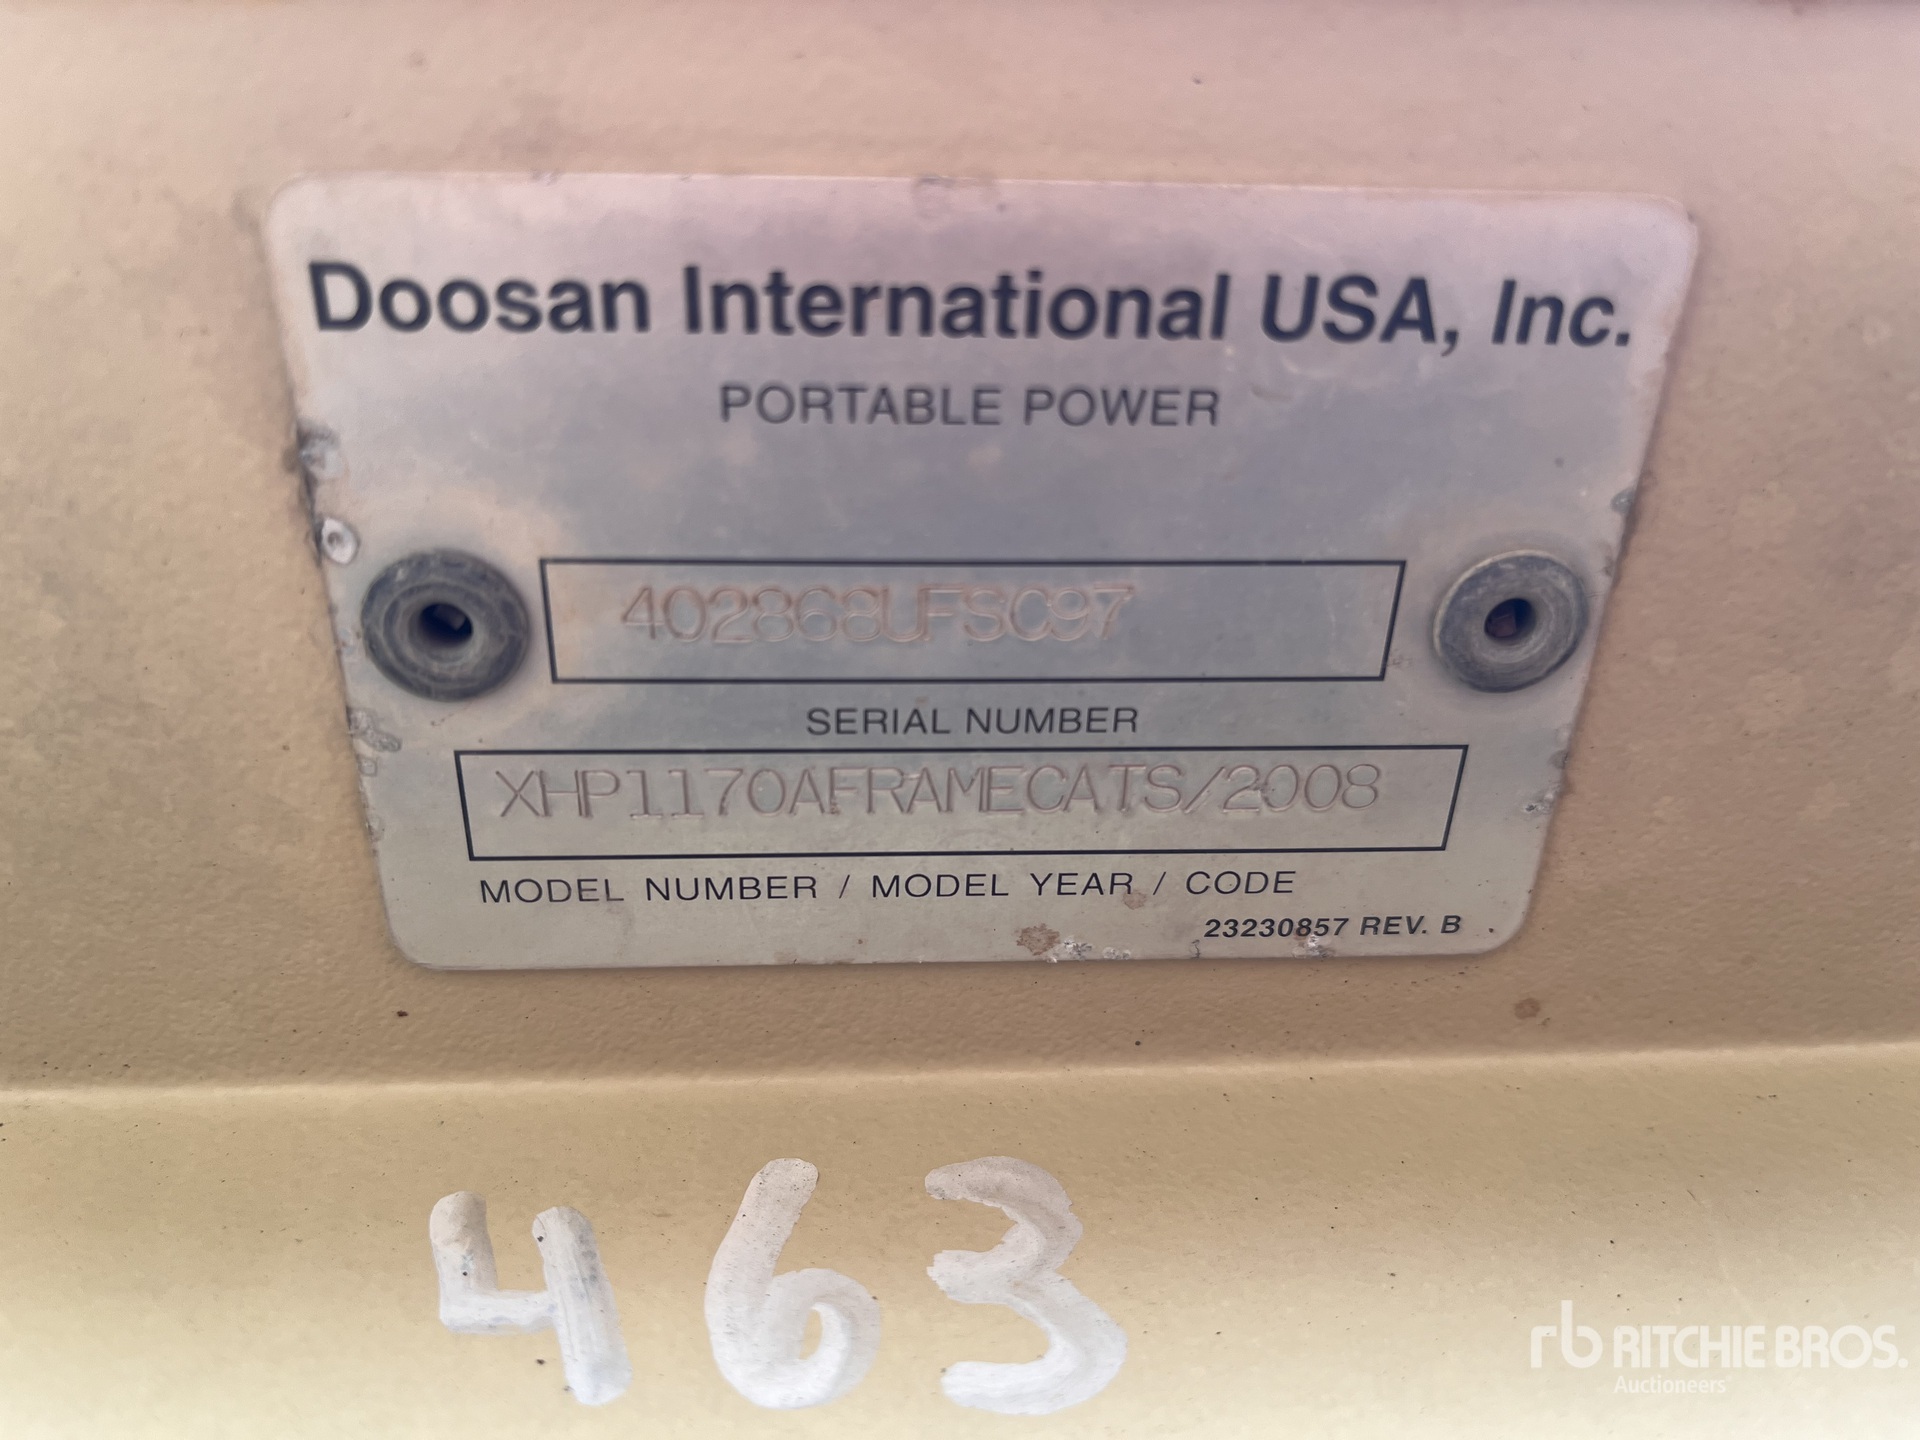 Doosan International USA, Inc.
PORTABLE POWER
402868UFSC97
SERIAL NUMBER
XHP1170AFRAMECATS/2008
MODEL NUMBER / MODEL YEAR / CODE
23230857 REV. B
463
rb RITCHIE BROS.
Auctioneers